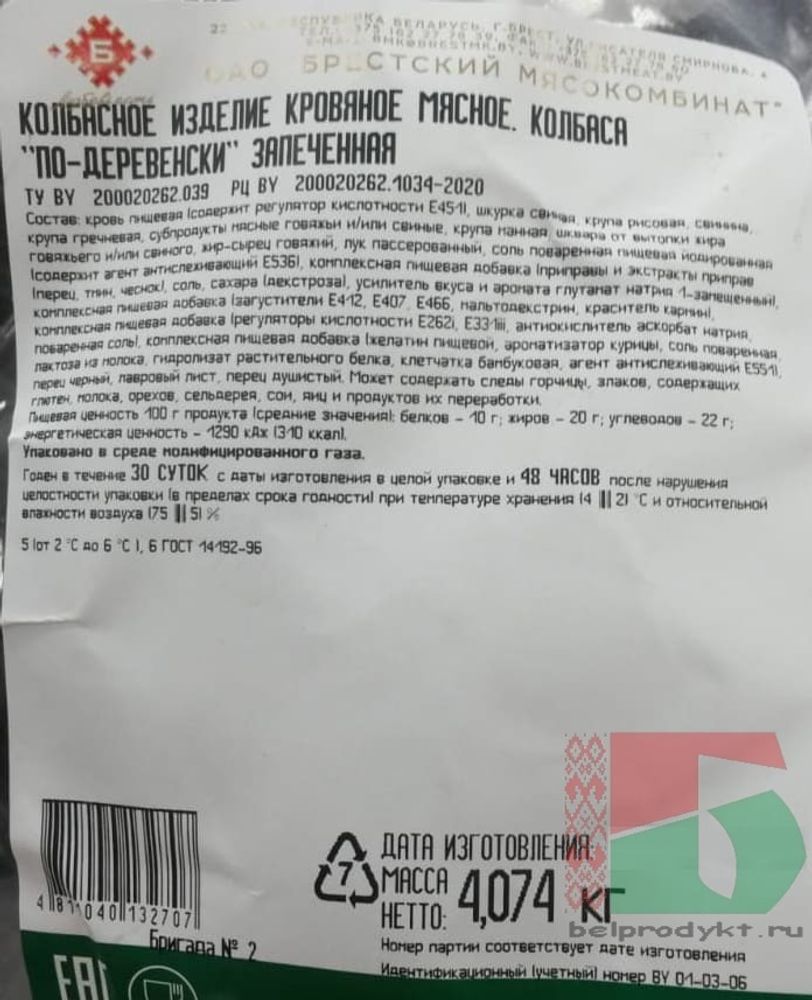 Б
ОАО БРЕСТСКИЙ МЯСОКОМБИНАТ"
КОЛБАСНОЕ ИЗДЕЛИЕ КРОВЯНОЕ МЯСНОЕ. КОЛБАСА
"ПО-ДЕРЕВЕНСКИ" ЗАПЕЧЕННАЯ
ТУ BY 200020262.039 РЦ BY 200020262.1034-2020
Состав: кровь пищевая (содержит регулятор кислотности Е451i), шкурка свиная, крупа рисовая, свинина,
крупа гречневая, субпродукты мясные говяжьи и/или свиные, крупа манная, шквара от вытопки жира
говяжьего и/или свиного, жир-сырец говяжий, лук пассерованный, соль поваренная пищевая йодированная
(содержит агент антислеживающий Е536), комплексная пищевая добавка (приправы и экстракты приправ
(перец, тмин, чеснок), соль, сахара (декстроза), усилитель вкуса и аромата глутамат натрия 1-замещенный),
комплексная пищевая добавка (загустители Е412, Е407, Е466, мальтодекстрин, краситель кармин),
комплексная пищевая добавка (регуляторы кислотности Е262i, Е331iii, антиокислитель аскорбат натрия,
поваренная соль), комплексная пищевая добавка (желатин пищевой, ароматизатор курицы, соль поваренная,
лактоза из молока, гидролизат растительного белка, клетчатка бамбуковая, агент антислеживающий Е551),
перец черный, лавровый лист, перец душистый. Может содержать следы горчицы, злаков, содержащих
глютен, молока, орехов, сельдерея, сои, яиц и продуктов их переработки.
Пищевая ценность 100 г продукта (средние значения): белков - 10 г; жиров - 20 г; углеводов - 22 г;
энергетическая ценность - 1290 кДж (310 ккал).
Упаковано в среде модифицированного газа.
Годен в течение 30 СУТОК с даты изготовления в целой упаковке и 48 ЧАСОВ после нарушения
целостности упаковки (в пределах срока годности) при температуре хранения (4 ||| 2) °C и относительной
влажности воздуха (75 ||| 5) %
5 (от 2 °C до 6 °C ), 6 ГОСТ 14192-96
ДАТА ИЗГОТОВЛЕНИЯ:
7
МАССА
НЕТТО: 4,074 КГ
4 811040 132707
Бригада № 2
belprodykt.ru
Номер партии соответствует дате изготовления
Идентификационный (учетный) номер BY 01-03-06
EAC